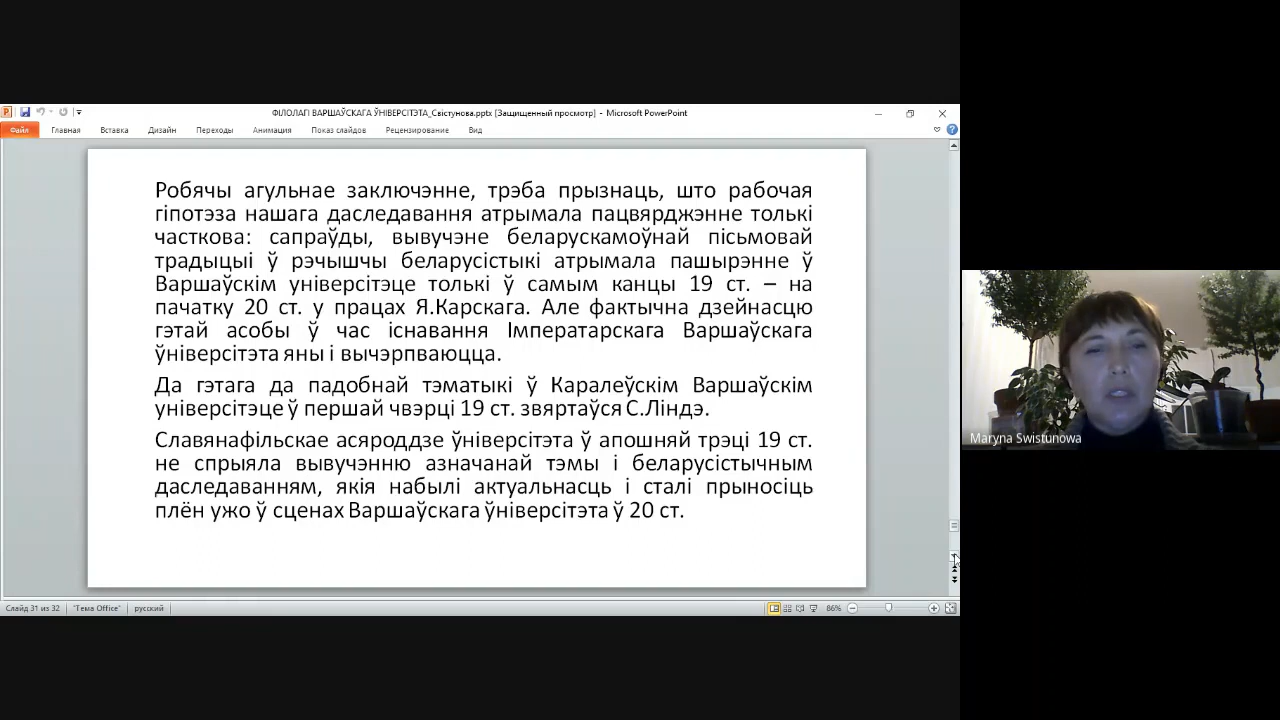 ФІЛОЛАГІ ВАРШАЎСКАГА ЎНІВЕРСІТЭТА_Свістунова.pptx [Защищенный просмотр] - Microsoft PowerPoint
Файл Главная Вставка Дизайн Переходы Анимация Показ слайдов Рецензирование Вид
Робячы агульнае заключэнне, трэба прызнаць, што рабочая
гіпотэза нашага даследавання атрымала пацвярджэнне толькі
часткова: сапраўды, вывучэне беларускамоўнай пісьмовай
традыцыі ў рэчышчы беларусістыкі атрымала пашырэнне ў
Варшаўскім універсітэце толькі ў самым канцы 19 ст. – на
пачатку 20 ст. у працах Я.Карскага. Але фактычна дзейнасцю
гэтай асобы ў час існавання Імператарскага Варшаўскага
ўніверсітэта яны і вычэрпваюцца.
Да гэтага да падобнай тэматыкі ў Каралеўскім Варшаўскім
універсітэце ў першай чвэрці 19 ст. звяртаўся С.Ліндэ.
Славянафільскае асяроддзе ўніверсітэта ў апошняй трэці 19 ст.
не спрыяла вывучэнню азначанай тэмы і беларусістычным
даследаванням, якія набылі актуальнасць і сталі прыносіць
плён ужо ў сценах Варшаўскага ўніверсітэта ў 20 ст.
Maryna Swistunowa
Слайд 31 из 32 "Тема Office" русский 86%